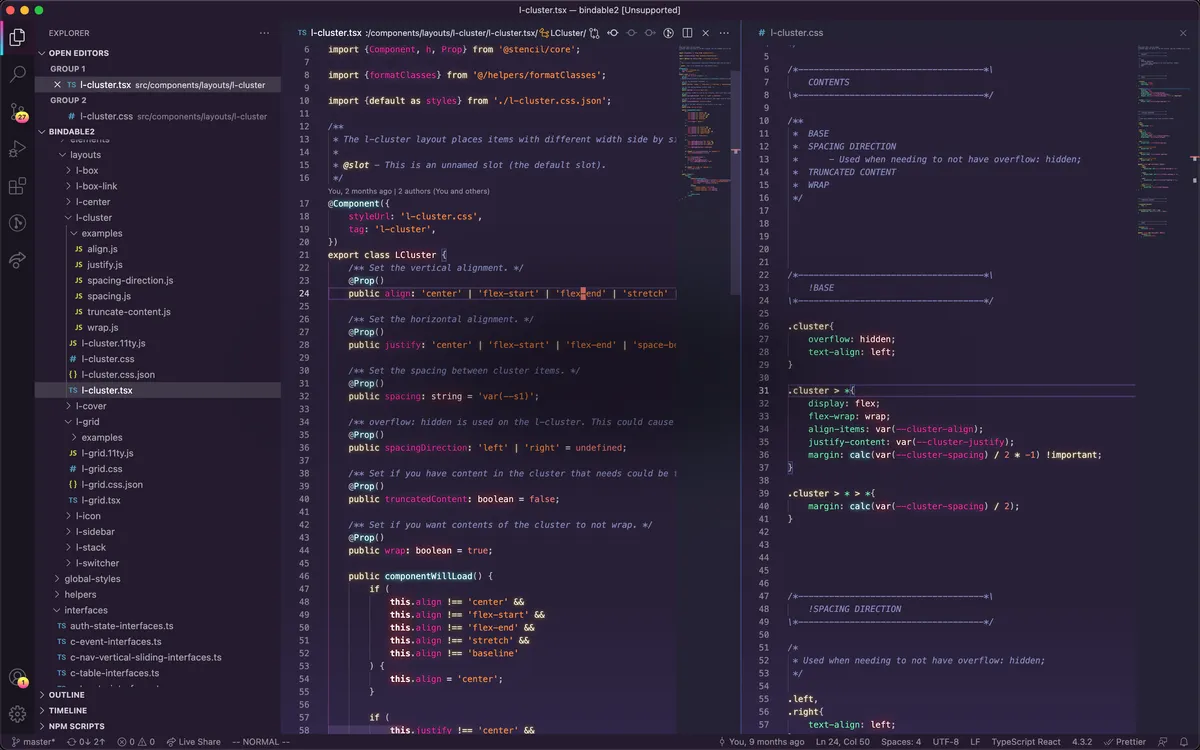 l-cluster.tsx — bindable2 [Unsupported]
EXPLORER
OPEN EDITORS
GROUP 1
TS l-cluster.tsx src/components/layouts/l-cluster
GROUP 2
# l-cluster.css src/components/layouts/l-cluster
27
BINDABLE2
elements
layouts
l-box
l-box-link
l-center
l-cluster
examples
JS align.js
JS justify.js
JS spacing-direction.js
JS spacing.js
JS truncate-content.js
JS wrap.js
JS l-cluster.11ty.js
# l-cluster.css
{} l-cluster.css.json
TS l-cluster.tsx
l-cover
l-grid
examples
JS l-grid.11ty.js
# l-grid.css
{} l-grid.css.json
TS l-grid.tsx
l-icon
l-sidebar
l-stack
l-switcher
global-styles
helpers
interfaces
TS auth-state-interfaces.ts
TS c-event-interfaces.ts
TS c-nav-vertical-sliding-interfaces.ts
TS c-table-interfaces.ts
1
OUTLINE
TIMELINE
NPM SCRIPTS
TS l-cluster.tsx :/components/layouts/l-cluster/l-cluster.tsx/ LCluster/
6 import {Component, h, Prop} from '@stencil/core';
7
8 import {formatClasses} from '@/helpers/formatClasses';
9
10 import {default as styles} from './l-cluster.css.json';
11
12 /**
13 * The l-cluster layout places items with different width side by si
14 *
15 * @slot - This is an unnamed slot (the default slot).
16 */
You, 2 months ago | 2 authors (You and others)
17 @Component({
18 styleUrl: 'l-cluster.css',
19 tag: 'l-cluster',
20 })
21 export class LCluster {
22 /** Set the vertical alignment. */
23 @Prop()
24 public align: 'center' | 'flex-start' | 'flex-end' | 'stretch' |
25
26 /** Set the horizontal alignment. */
27 @Prop()
28 public justify: 'center' | 'flex-start' | 'flex-end' | 'space-be
29
30 /** Set the spacing between cluster items. */
31 @Prop()
32 public spacing: string = 'var(--s1)';
33
34 /** overflow: hidden is used on the l-cluster. This could cause
35 @Prop()
36 public spacingDirection: 'left' | 'right' = undefined;
37
38 /** Set if you have content in the cluster that needs could be t
39 @Prop()
40 public truncatedContent: boolean = false;
41
42 /** Set if you want contents of the cluster to not wrap. */
43 @Prop()
44 public wrap: boolean = true;
45
46 public componentWillLoad() {
47 if (
48 this.align !== 'center' &&
49 this.align !== 'flex-start' &&
50 this.align !== 'flex-end' &&
51 this.align !== 'stretch' &&
52 this.align !== 'baseline'
53 ) {
54 this.align = 'center';
55 }
56
57 if (
58 this.justify !== 'center' &&
# l-cluster.css
5
6 /*------------------------------------*\
7 CONTENTS
8 \*------------------------------------*/
9
10 /**
11 * BASE
12 * SPACING DIRECTION
13 * - Used when needing to not have overflow: hidden;
14 * TRUNCATED CONTENT
15 * WRAP
16 */
17
18
19
20
21
22 /*------------------------------------*\
23 !BASE
24 \*------------------------------------*/
25
26 .cluster{
27 overflow: hidden;
28 text-align: left;
29 }
30
31 .cluster > *{
32 display: flex;
33 flex-wrap: wrap;
34 align-items: var(--cluster-align);
35 justify-content: var(--cluster-justify);
36 margin: calc(var(--cluster-spacing) / 2 * -1) !important;
37 }
38
39 .cluster > * > *{
40 margin: calc(var(--cluster-spacing) / 2);
41 }
42
43
44
45
46
47 /*------------------------------------*\
48 !SPACING DIRECTION
49 \*------------------------------------*/
50
51 /*
52 * Used when needing to not have overflow: hidden;
53 */
54
55 .left,
56 .right{
57 text-align: left;
master* 0↓ 2↑ 0 0 Live Share -- NORMAL -- You, 9 months ago Ln 24, Col 50 Spaces: 4 UTF-8 LF TypeScript React 4.3.2 Prettier